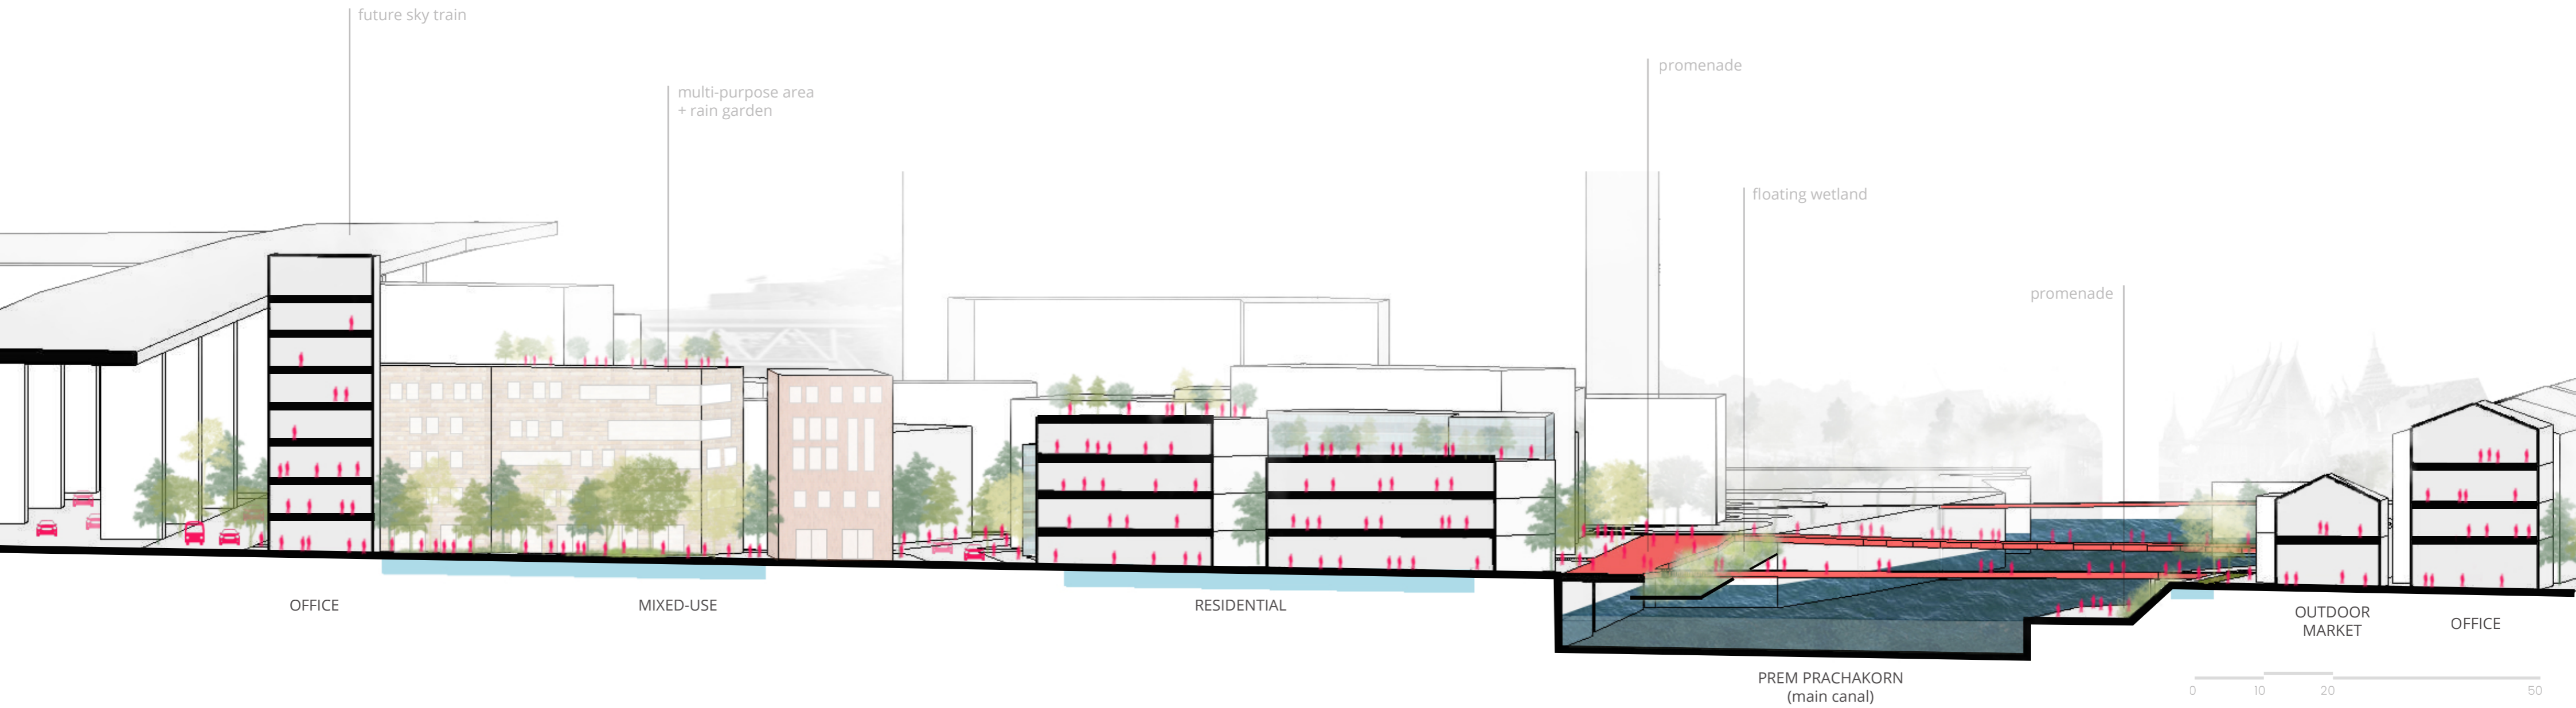 future sky train
promenade
multi-purpose area
+ rain garden
floating wetland
promenade
OFFICE
MIXED-USE
RESIDENTIAL
OUTDOOR
MARKET
OFFICE
PREM PRACHAKORN
(main canal)
0 10 20 50